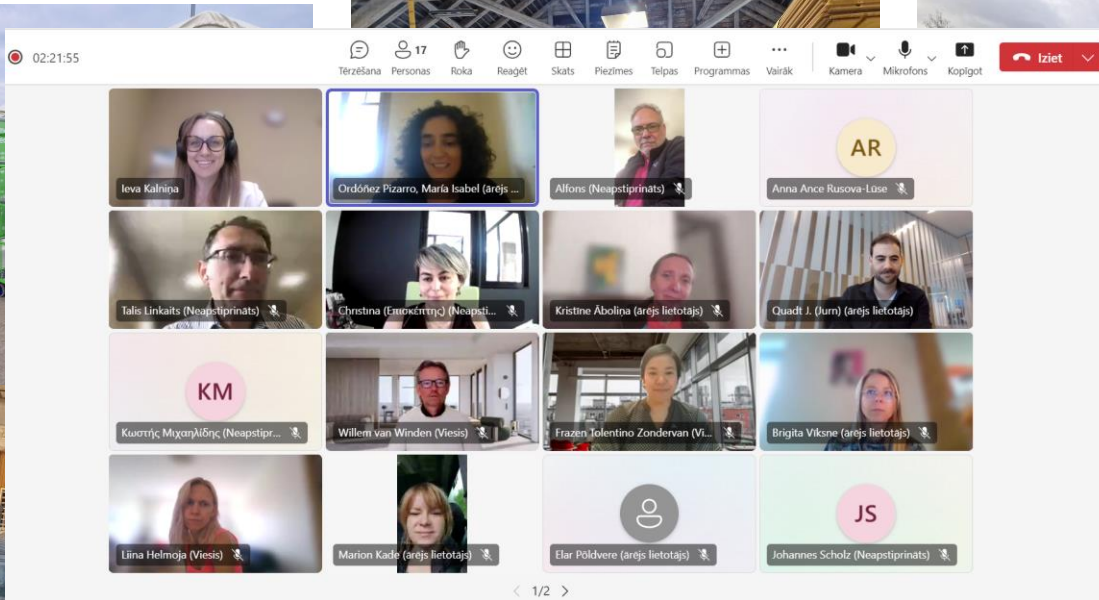 02:21:55
17
Tērzēšana Personas Roka Reaģēt Skats Piezīmes Telpas Programmas Vairāk Kamera Mikrofons Kopīgot Iziet
Ieva Kalniņa
Ordóñez Pizarro, María Isabel (ārējs ...
Alfons (Neapstiprināts)
AR
Anna Ance Rusova-Lūse
Talis Linkaits (Neapstiprināts)
Christina (Επισκέπτης) (Neapsti...
Kristīne Āboliņa (ārējs lietotājs)
Quadt J. (Jurn) (ārējs lietotājs)
KM
Κωστής Μιχαηλίδης (Neapstipr...
Willem van Winden (Viesis)
Frazen Tolentino Zondervan (Vi...
Brigita Vīksne (ārējs lietotājs)
Liina Helmoja (Viesis)
Marion Kade (ārējs lietotājs)
Elar Põldvere (ārējs lietotājs)
JS
Johannes Scholz (Neapstiprināts)
1/2